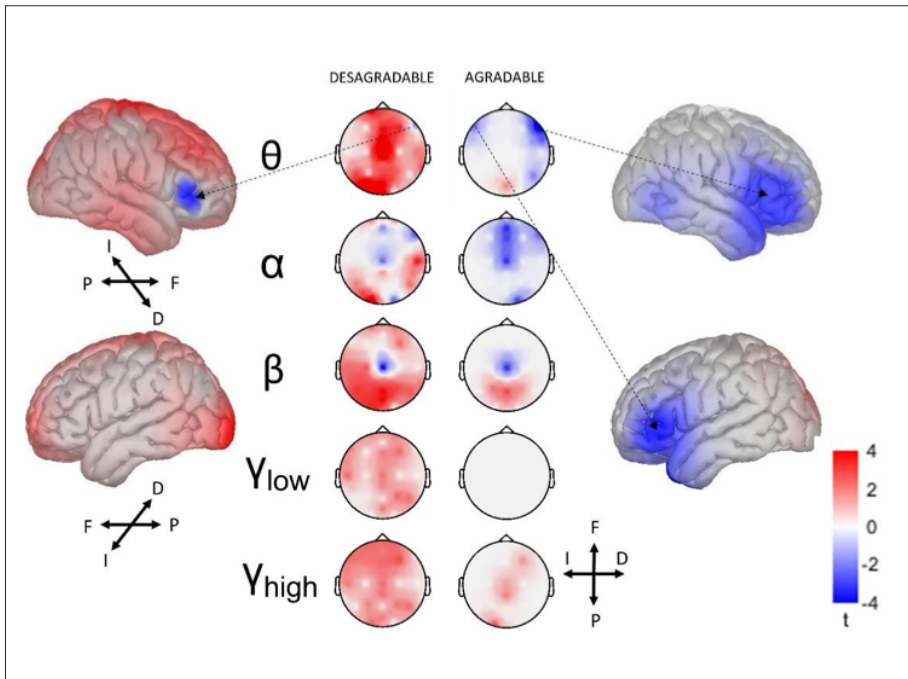 DESAGRADABLE AGRADABLE
θ
I
P F
D
α
β
D
F P
I
γlow
γhigh
F
I D
P
4
2
0
-2
-4
t